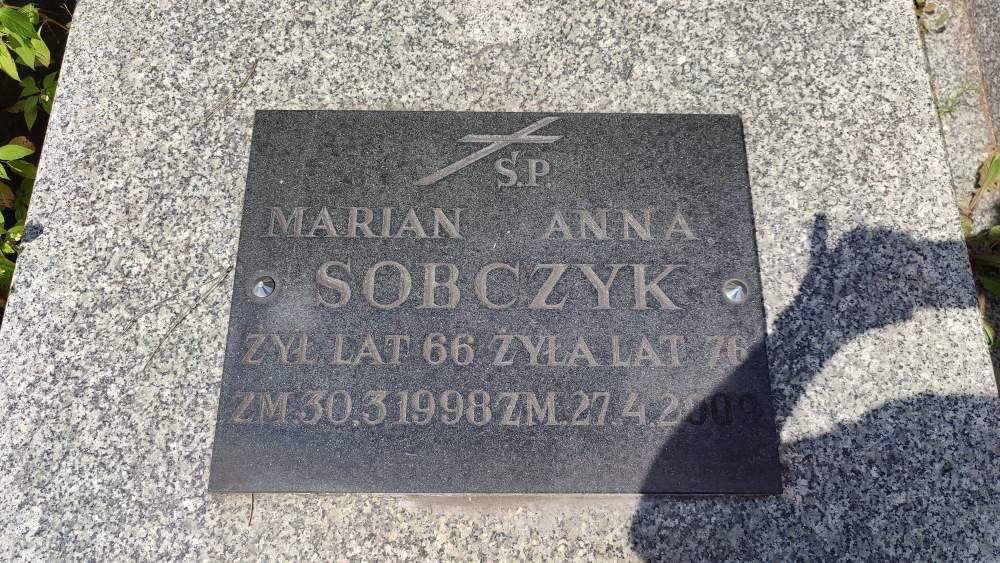 Ś.P.
MARIAN ANNA
SOBCZYK
ŻYŁ LAT 66 ŻYŁA LAT 76
ZM.30.3.1998 ZM.27.4.2009